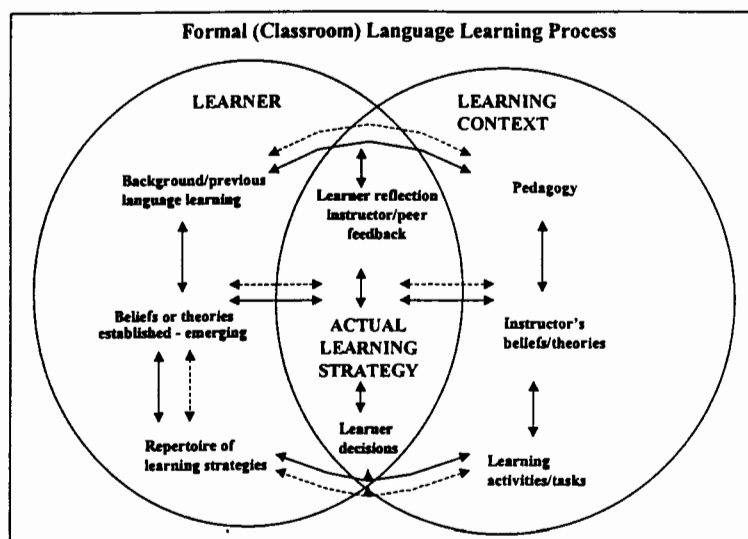 Formal (Classroom) Language Learning Process
LEARNER
LEARNING
CONTEXT
Background/previous
language learning
Learner reflection
instructor/peer
feedback
Pedagogy
Beliefs or theories
established - emerging
ACTUAL
LEARNING
STRATEGY
Instructor's
beliefs/theories
Repertoire of
learning strategies
Learner
decisions
Learning
activities/tasks